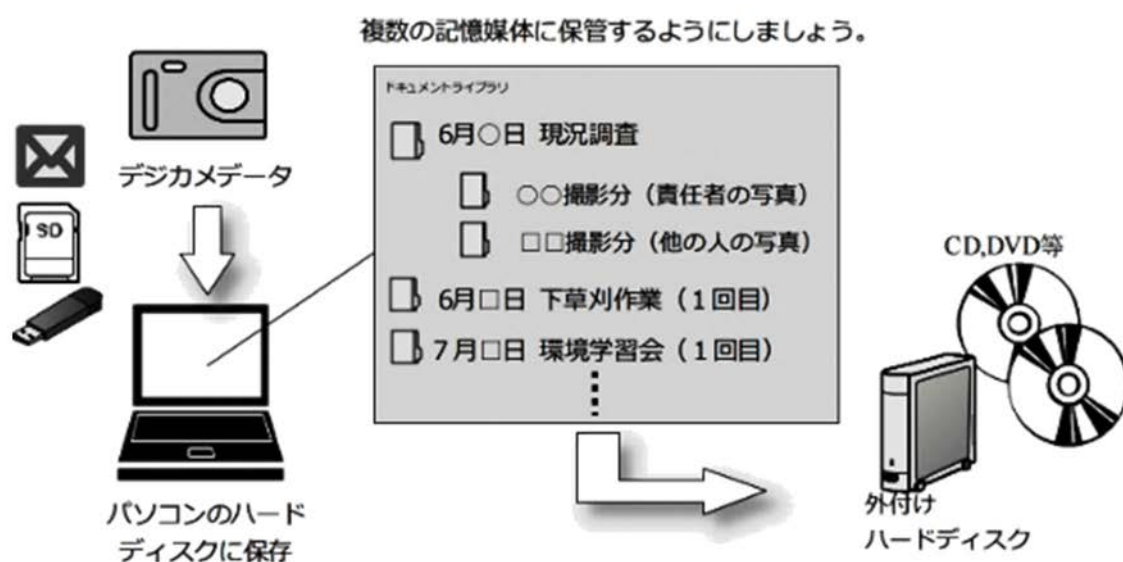 複数の記憶媒体に保管するようにしましょう。
デジカメデータ
SD
パソコンのハード
ディスクに保存
ドキュメントライブラリ
6月○日 現況調査
○○撮影分（責任者の写真）
□□撮影分（他の人の写真）
6月□日 下草刈作業（１回目）
７月□日 環境学習会（１回目）
CD,DVD等
外付け
ハードディスク